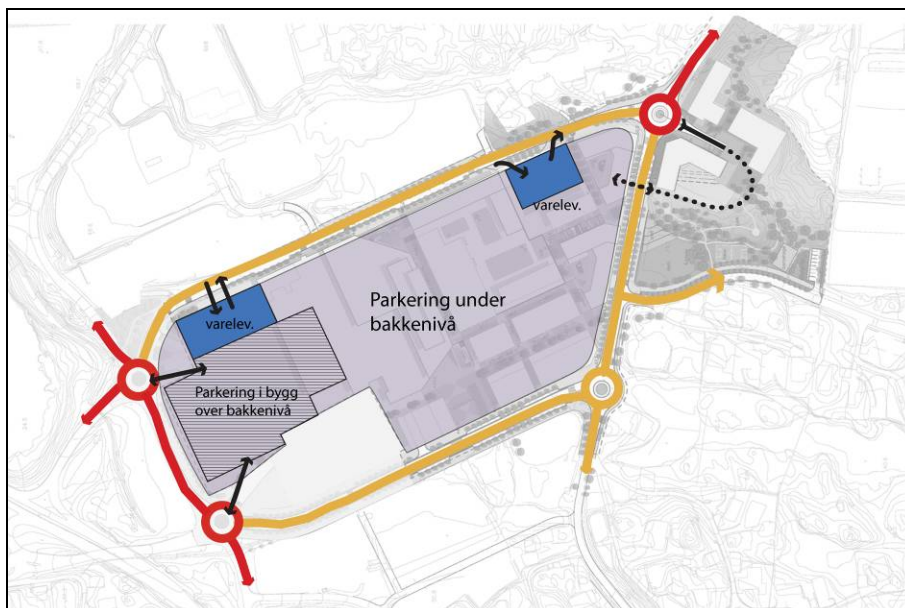 varelev.
Parkering under
bakkenivå
varelev.
Parkering i bygg
over bakkenivå